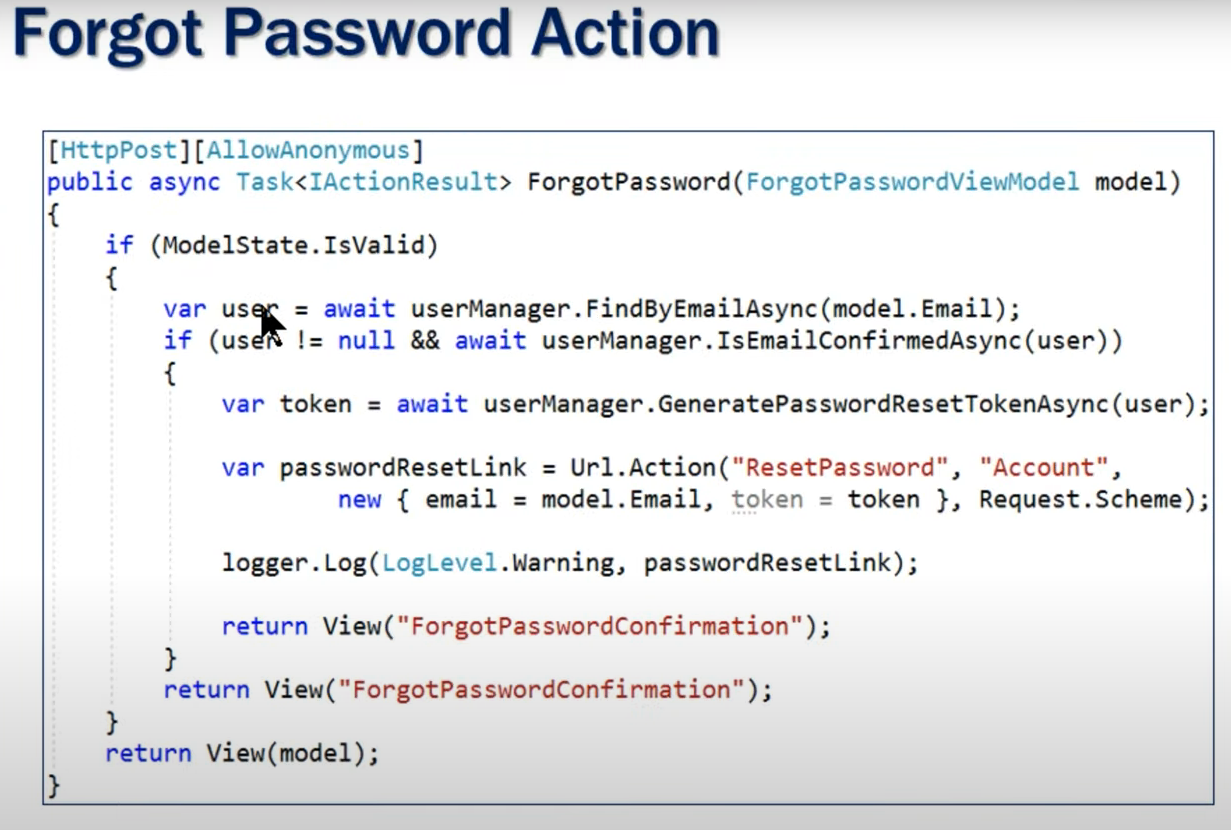 Forgot Password Action
[HttpPost][AllowAnonymous]
public async Task<IActionResult> ForgotPassword(ForgotPasswordViewModel model)
{
    if (ModelState.IsValid)
    {
        var user = await userManager.FindByEmailAsync(model.Email);
        if (user != null && await userManager.IsEmailConfirmedAsync(user))
        {
            var token = await userManager.GeneratePasswordResetTokenAsync(user);
            var passwordResetLink = Url.Action("ResetPassword", "Account",
                    new { email = model.Email, token = token }, Request.Scheme);
            logger.Log(LogLevel.Warning, passwordResetLink);
            return View("ForgotPasswordConfirmation");
        }
        return View("ForgotPasswordConfirmation");
    }
    return View(model);
}